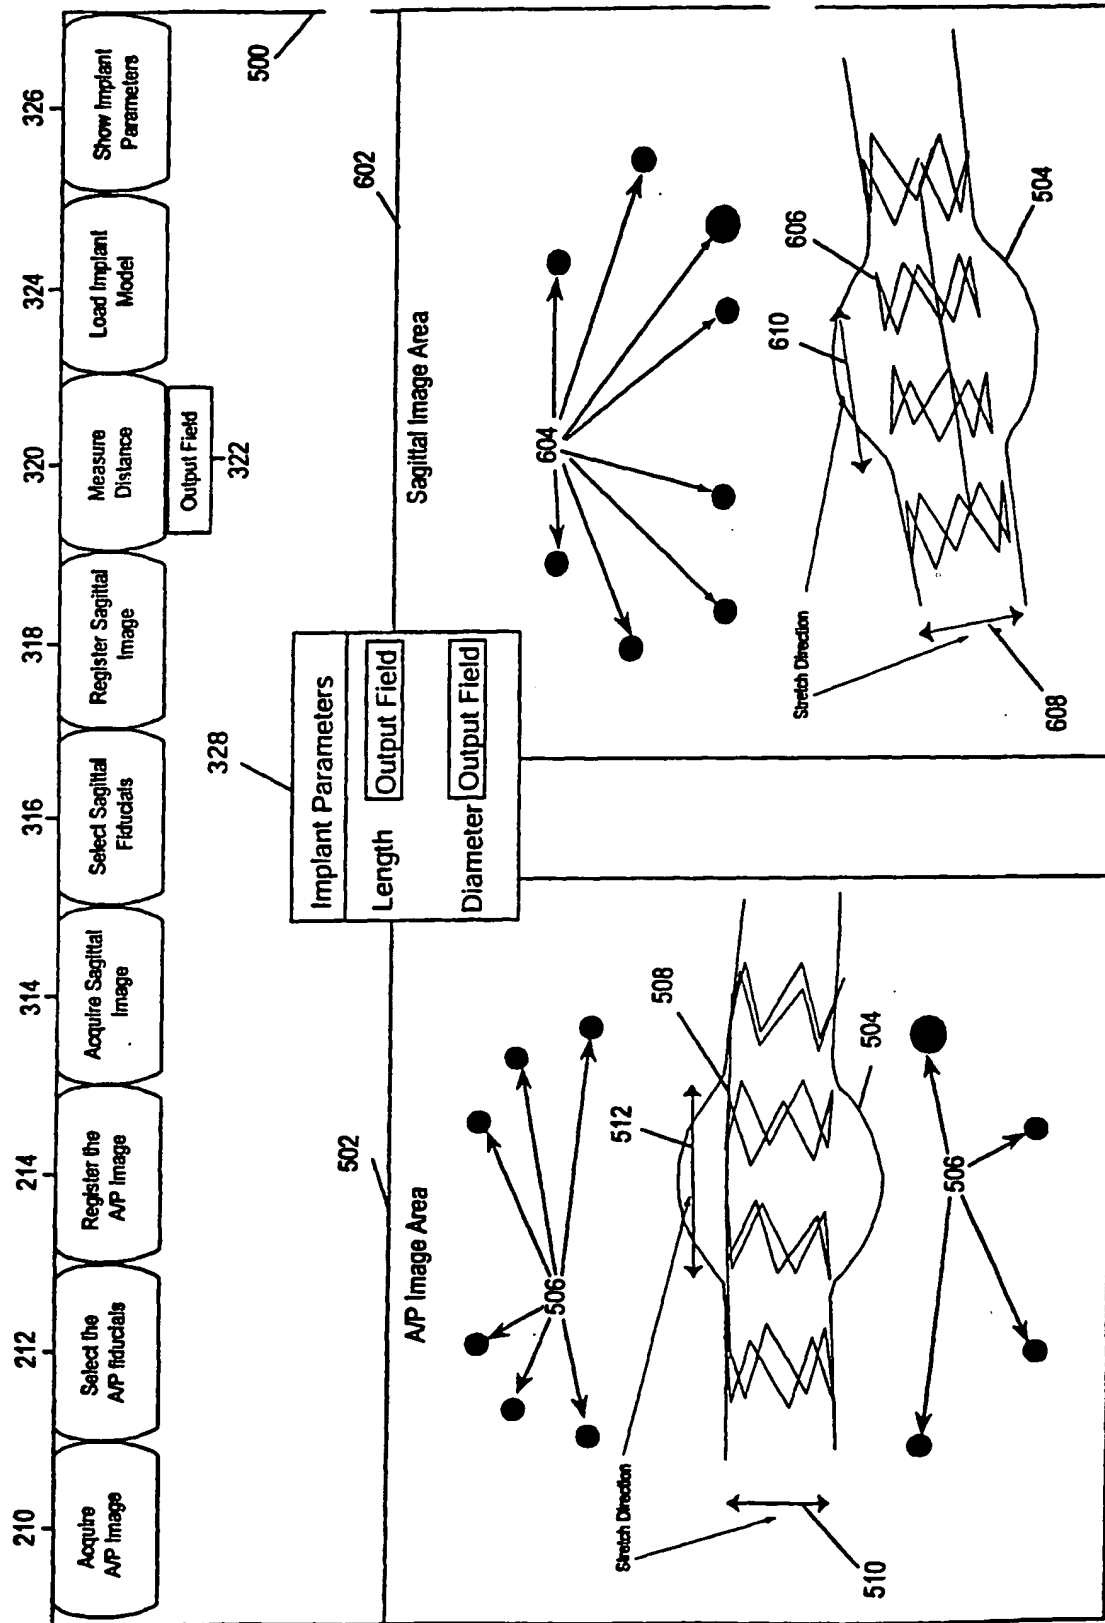 210
212
214
314
316
318
320
324
326
Acquire
A/P Image
Select the
A/P fiducials
Register the
A/P Image
Acquire Sagittal
Image
Select Sagittal
Fiducials
Register Sagittal
Image
Measure
Distance
Load Implant
Model
Show Implant
Parameters
Output Field
322
500
328
Implant Parameters
Length
Output Field
Diameter
Output Field
502
A/P Image Area
506
512
508
504
Stretch Direction
510
506
602
Sagittal Image Area
604
610
606
504
Stretch Direction
608